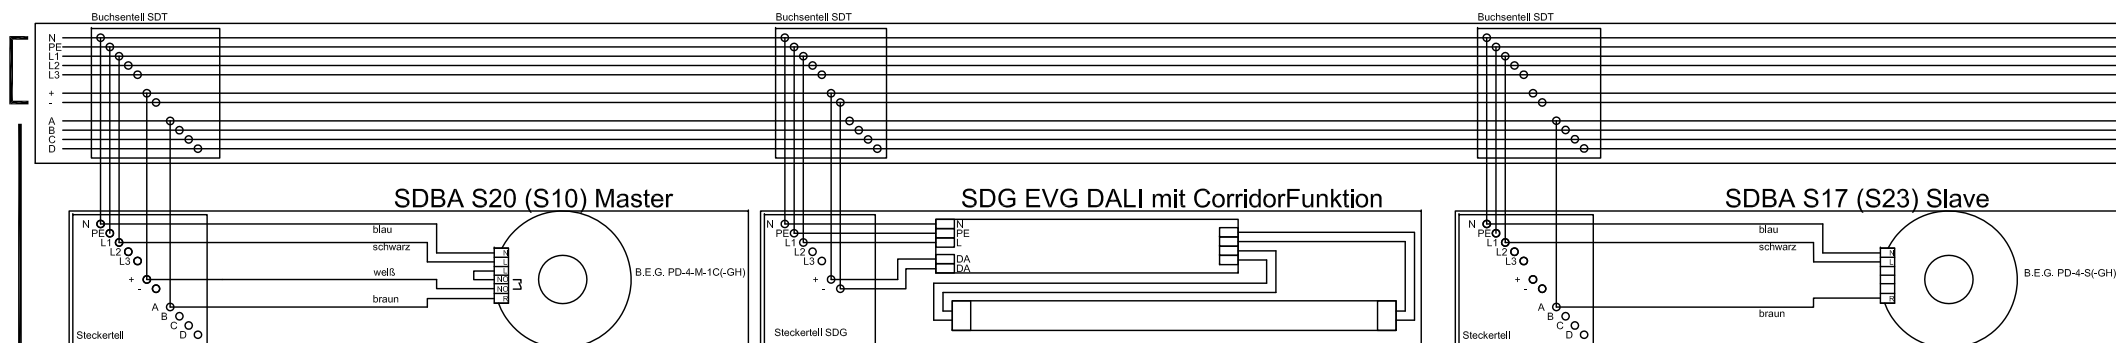 Buchsenteil SDT
Buchsenteil SDT
Buchsenteil SDT
N
PE
L1
L2
L3
+
-
A
B
C
D
SDBA S20 (S10) Master
N
PE
L1
L2
L3
+
-
A
B
C
D
Steckerteil
blau
schwarz
weiß
braun
N
L
L
NO
NO
R
B.E.G. PD-4-M-1C(-GH)
SDG EVG DALI mit CorridorFunktion
N
PE
L1
L2
L3
+
-
Steckerteil SDG
N
PE
L
DA
DA
SDBA S17 (S23) Slave
N
PE
L1
L2
L3
+
-
A
B
C
D
Steckerteil
blau
schwarz
braun
N
L
R
B.E.G. PD-4-S(-GH)